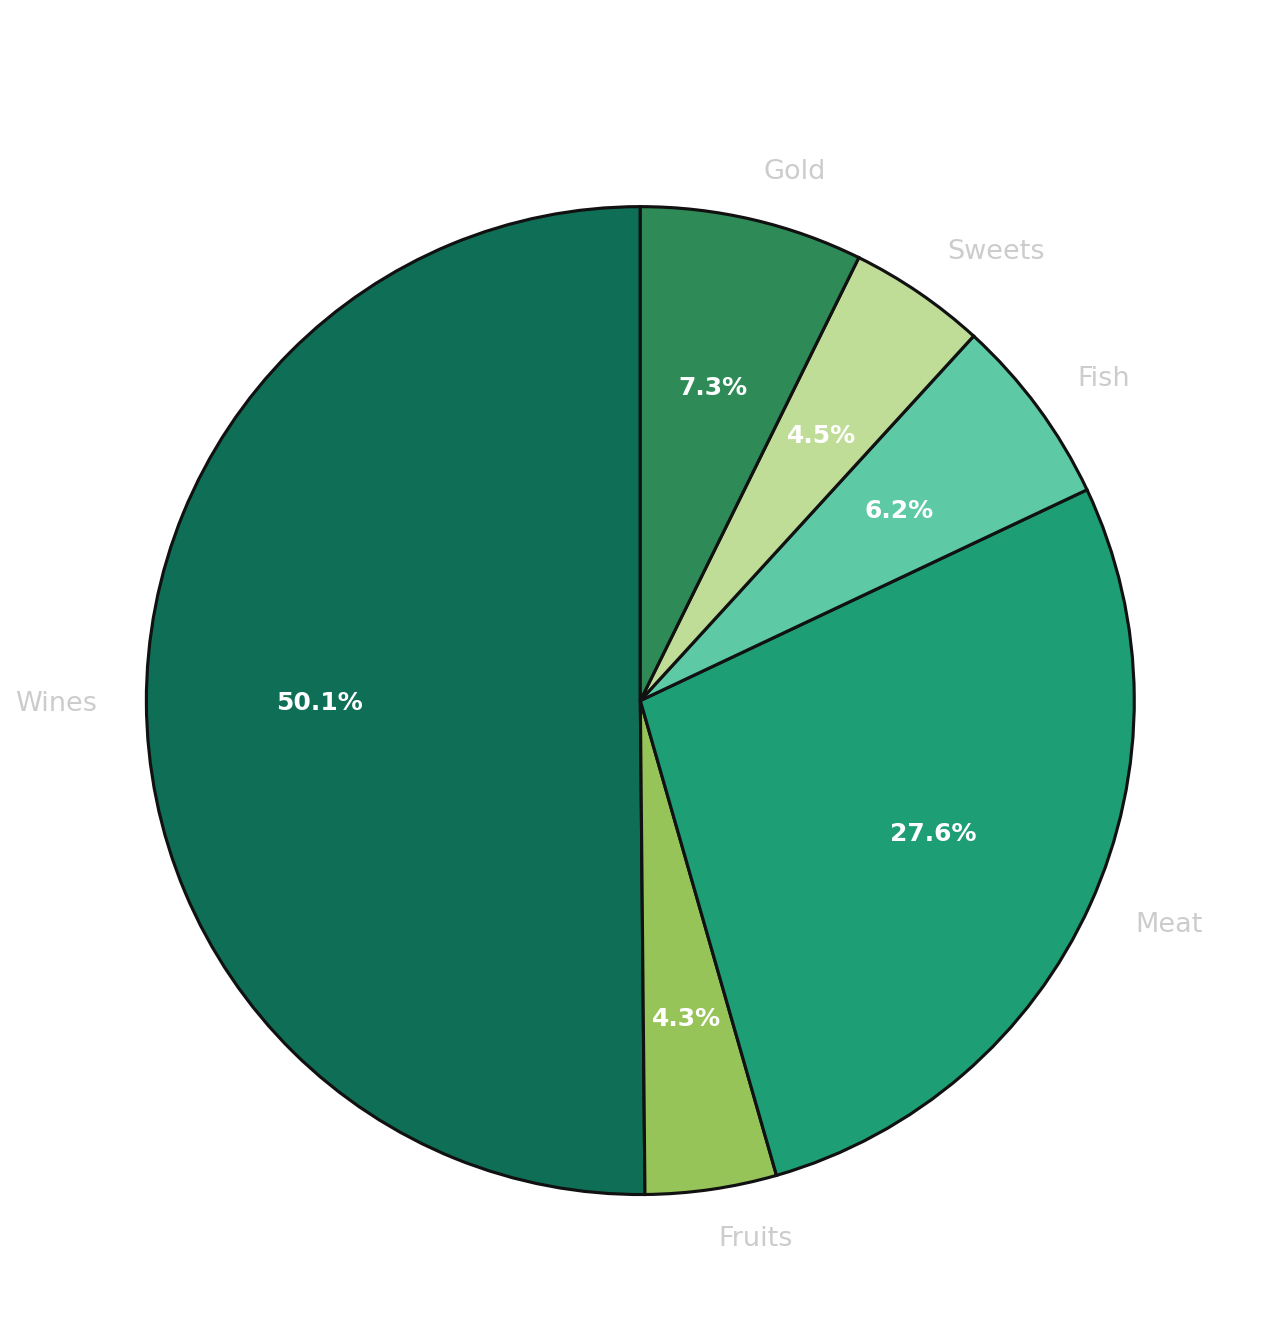 Gold
Sweets
Fish
7.3%
4.5%
6.2%
Wines
50.1%
27.6%
Meat
4.3%
Fruits